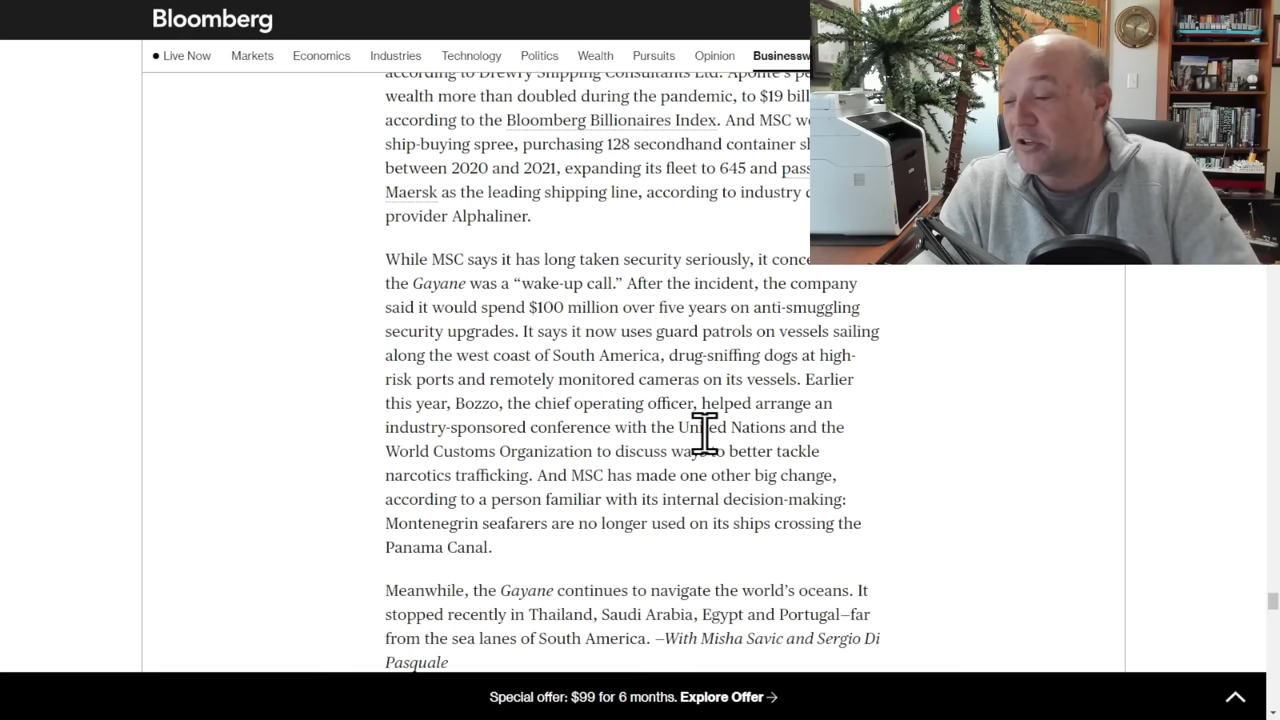 Bloomberg
Live Now Markets Economics Industries Technology Politics Wealth Pursuits Opinion
according to Drewry Shipping Consultants Ltd. Aponte's
wealth more than doubled during the pandemic, to $19
according to the Bloomberg Billionaires Index. And MSC
ship-buying spree, purchasing 128 secondhand container
between 2020 and 2021, expanding its fleet to 645 and
Maersk as the leading shipping line, according to industry
provider Alphaliner.
While MSC says it has long taken security seriously, it
the Gayane was a “wake-up call.” After the incident, the company
said it would spend $100 million over five years on anti-smuggling
security upgrades. It says it now uses guard patrols on vessels sailing
along the west coast of South America, drug-sniffing dogs at high-
risk ports and remotely monitored cameras on its vessels. Earlier
this year, Bozzo, the chief operating officer, helped arrange an
industry-sponsored conference with the United Nations and the
World Customs Organization to discuss ways to better tackle
narcotics trafficking. And MSC has made one other big change,
according to a person familiar with its internal decision-making:
Montenegrin seafarers are no longer used on its ships crossing the
Panama Canal.
Meanwhile, the Gayane continues to navigate the world's oceans. It
stopped recently in Thailand, Saudi Arabia, Egypt and Portugal—far
from the sea lanes of South America. —With Misha Savic and Sergio Di
Pasquale
Special offer: $99 for 6 months. Explore Offer